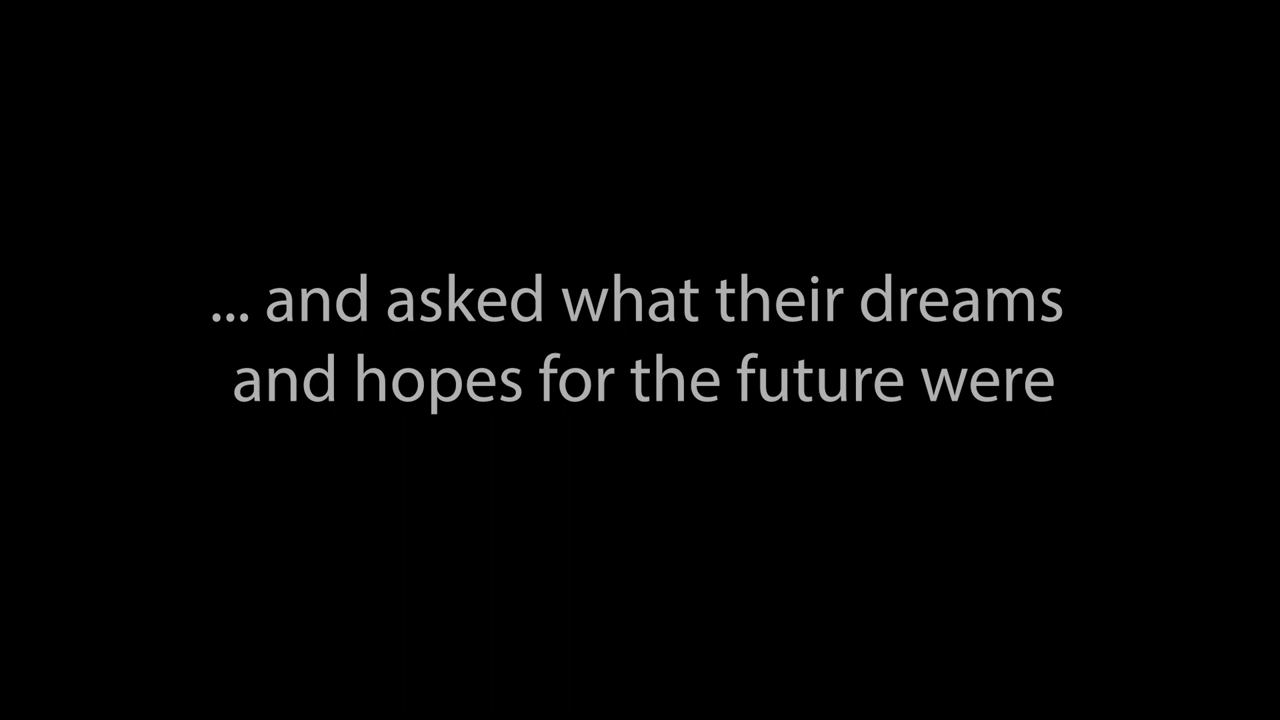 ... and asked what their dreams
and hopes for the future were